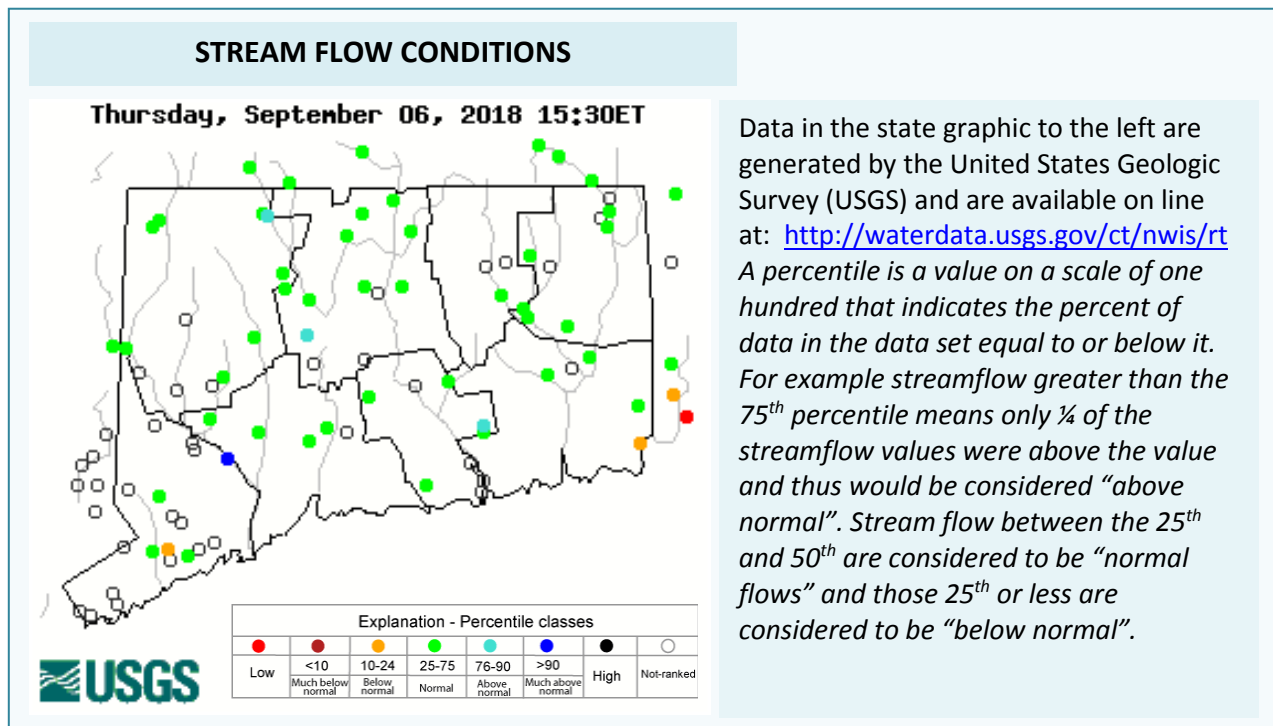 STREAM FLOW CONDITIONS
Thursday, September 06, 2018 15:30ET
Data in the state graphic to the left are
generated by the United States Geologic
Survey (USGS) and are available on line
at: http://waterdata.usgs.gov/ct/nwis/rt
A percentile is a value on a scale of one
hundred that indicates the percent of
data in the data set equal to or below it.
For example streamflow greater than the
75th percentile means only ¼ of the
streamflow values were above the value
and thus would be considered “above
normal”. Stream flow between the 25th
and 50th are considered to be “normal
flows” and those 25th or less are
considered to be “below normal”.
Explanation - Percentile classes
Low <10 10-24 25-75 76-90 >90 High Not-ranked
Much below normal Below normal Normal Above normal Much above normal
USGS